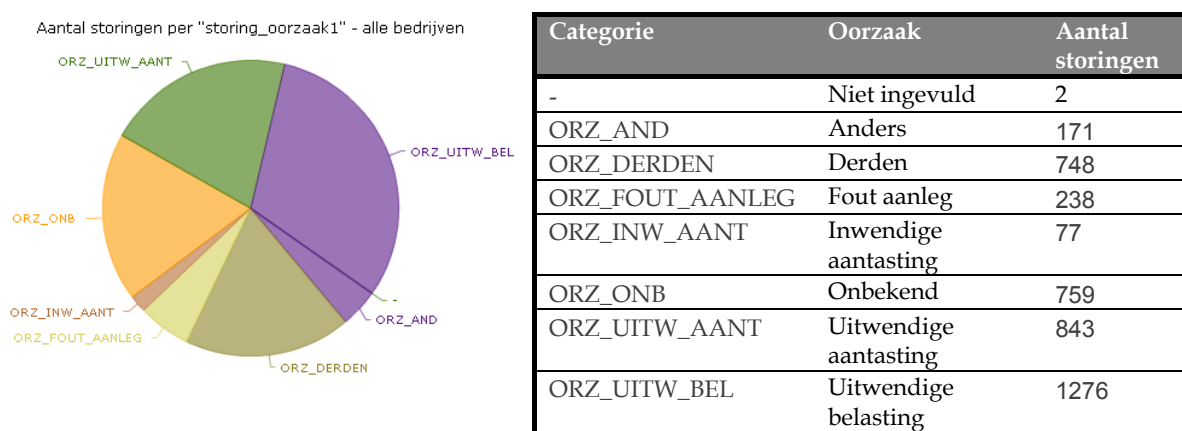 Aantal storingen per "storing_oorzaak1" - alle bedrijven
ORZ_UITW_AANT
ORZ_UITW_BEL
ORZ_ONB
-
ORZ_INW_AANT
ORZ_AND
ORZ_FOUT_AANLEG
ORZ_DERDEN
Categorie Oorzaak Aantal
storingen
- Niet ingevuld 2
ORZ_AND Anders 171
ORZ_DERDEN Derden 748
ORZ_FOUT_AANLEG Fout aanleg 238
ORZ_INW_AANT Inwendige 77
aantasting
ORZ_ONB Onbekend 759
ORZ_UITW_AANT Uitwendige 843
aantasting
ORZ_UITW_BEL Uitwendige 1276
belasting